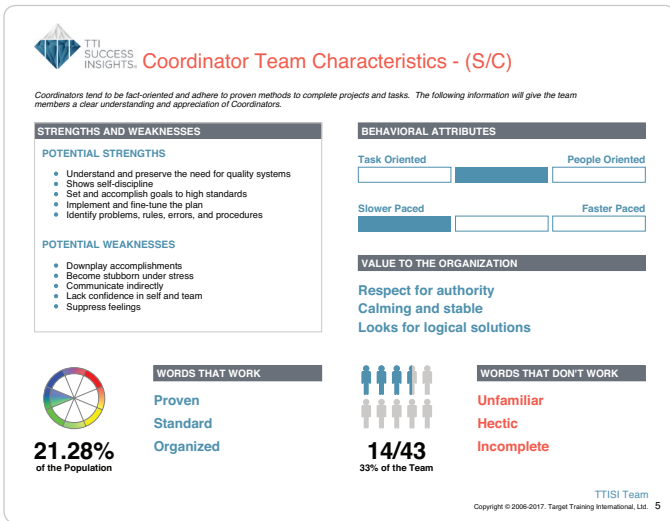 TTI
SUCCESS
INSIGHTS®
Coordinator Team Characteristics - (S/C)
Coordinators tend to be fact-oriented and adhere to proven methods to complete projects and tasks. The following information will give the team
members a clear understanding and appreciation of Coordinators.
STRENGTHS AND WEAKNESSES
POTENTIAL STRENGTHS
Understand and preserve the need for quality systems
Shows self-discipline
Set and accomplish goals to high standards
Implement and fine-tune the plan
Identify problems, rules, errors, and procedures
POTENTIAL WEAKNESSES
Downplay accomplishments
Become stubborn under stress
Communicate indirectly
Lack confidence in self and team
Suppress feelings
BEHAVIORAL ATTRIBUTES
Task Oriented People Oriented
Slower Paced Faster Paced
VALUE TO THE ORGANIZATION
Respect for authority
Calming and stable
Looks for logical solutions
21.28%
of the Population
WORDS THAT WORK
Proven
Standard
Organized
14/43
33% of the Team
WORDS THAT DON'T WORK
Unfamiliar
Hectic
Incomplete
TTISI Team
Copyright © 2006-2017. Target Training International, Ltd. 5